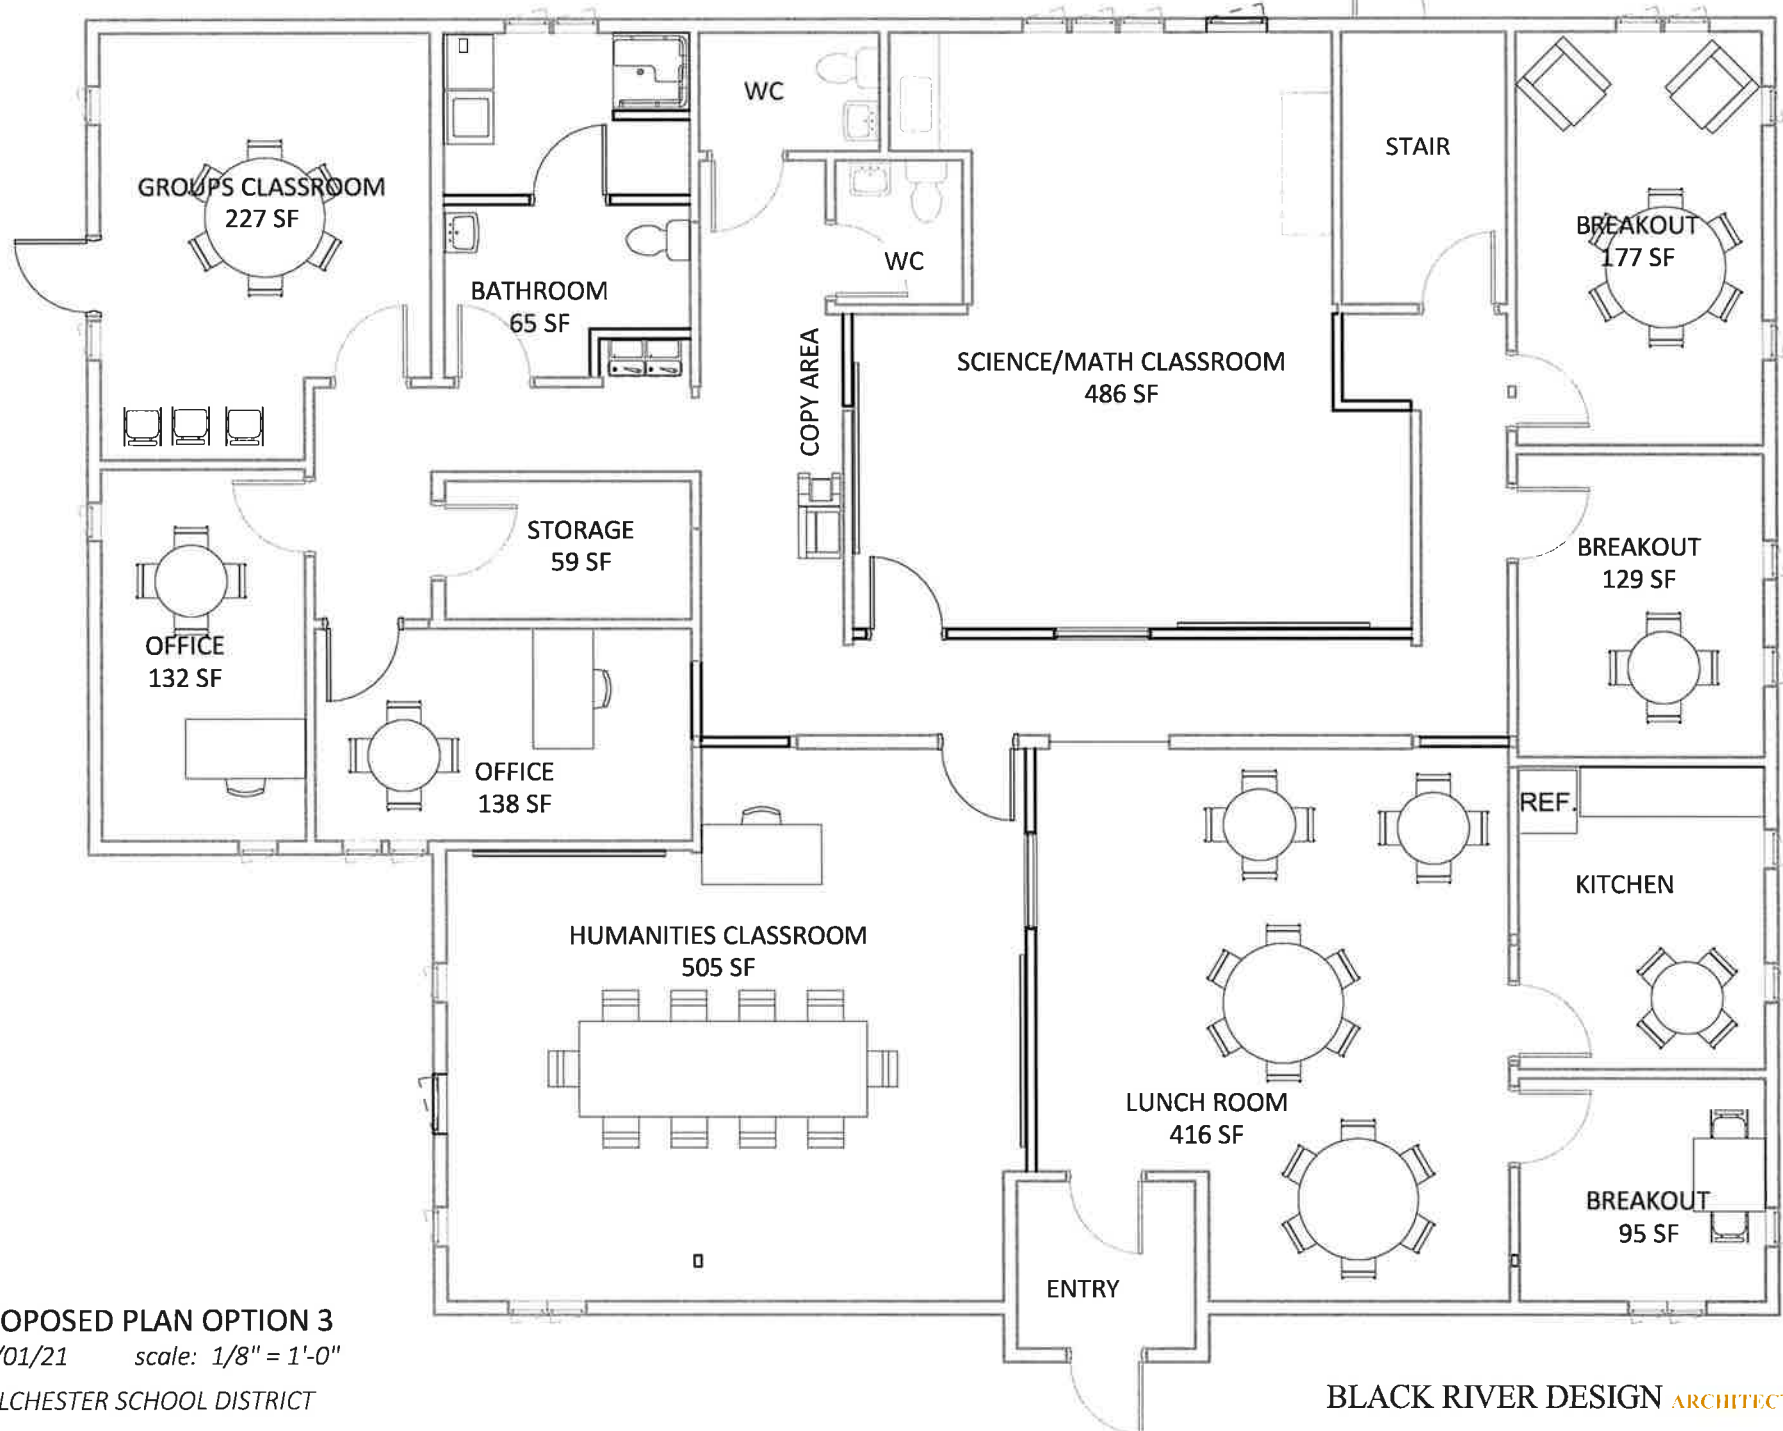 WC
STAIR
GROUPS CLASSROOM
227 SF
BREAKOUT
177 SF
WC
BATHROOM
65 SF
COPY AREA
SCIENCE/MATH CLASSROOM
486 SF
STORAGE
59 SF
BREAKOUT
129 SF
OFFICE
132 SF
OFFICE
138 SF
REF.
KITCHEN
HUMANITIES CLASSROOM
505 SF
LUNCH ROOM
416 SF
BREAKOUT
95 SF
ENTRY
OPOSED PLAN OPTION 3
/01/21 scale: 1/8" = 1'-0"
LCHESTER SCHOOL DISTRICT
BLACK RIVER DESIGN ARCHITEC